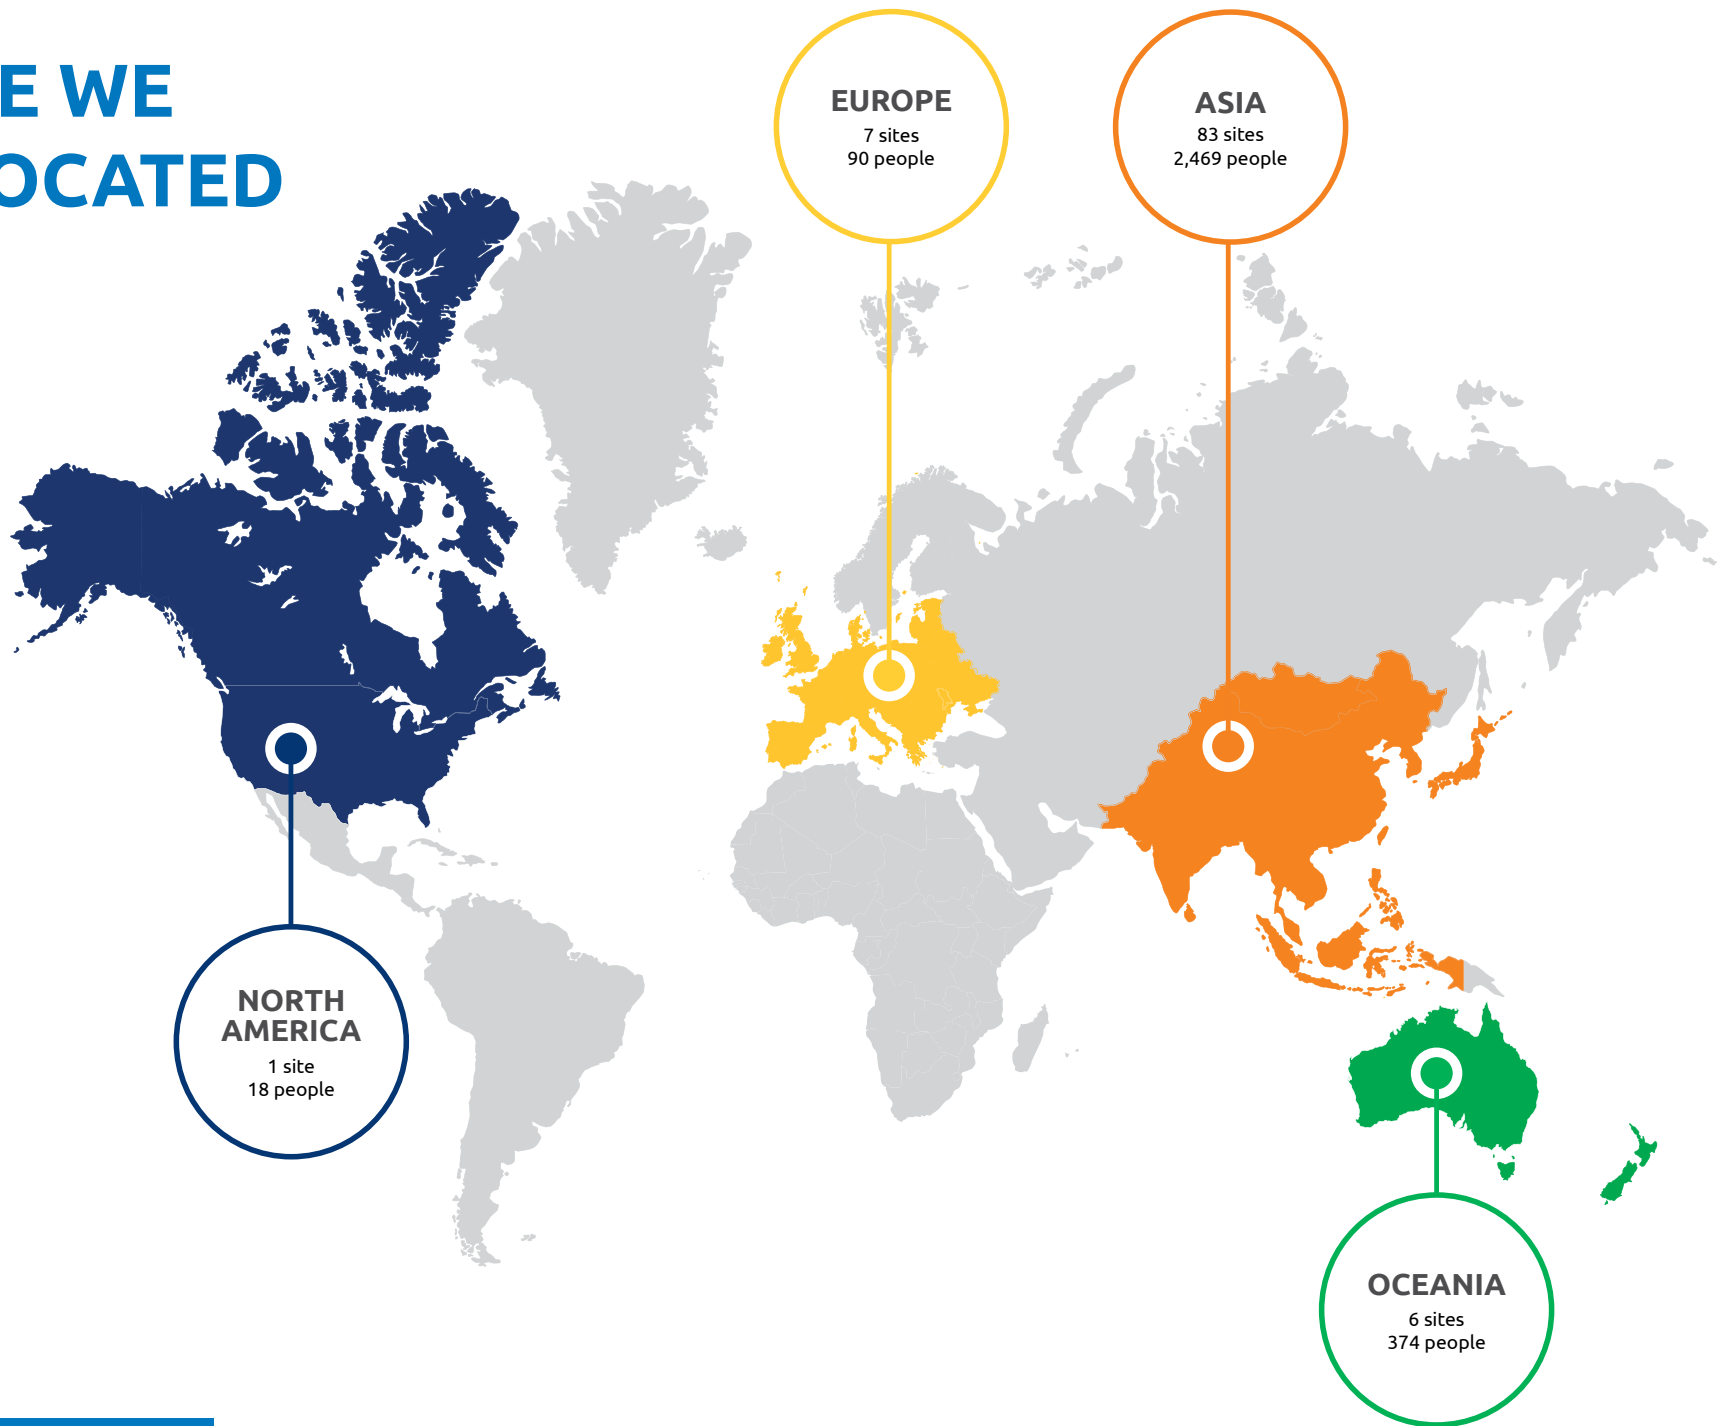 E WE
OCATED
EUROPE
7 sites
90 people
ASIA
83 sites
2,469 people
NORTH
AMERICA
1 site
18 people
OCEANIA
6 sites
374 people